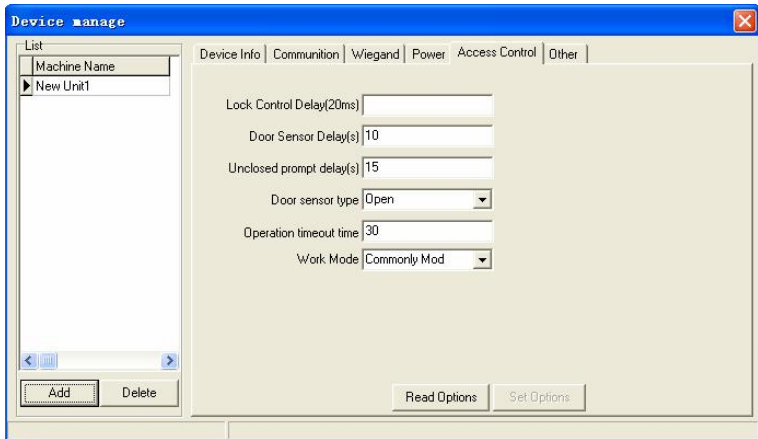 Device manage
List
Machine Name
New Unit1
Add Delete
Device Info Communition Wiegand Power Access Control Other
Lock Control Delay(20ms)
Door Sensor Delay(s) 10
Unclosed prompt delay(s) 15
Door sensor type Open
Operation timeout time 30
Work Mode Commonly Mod
Read Options Set Options